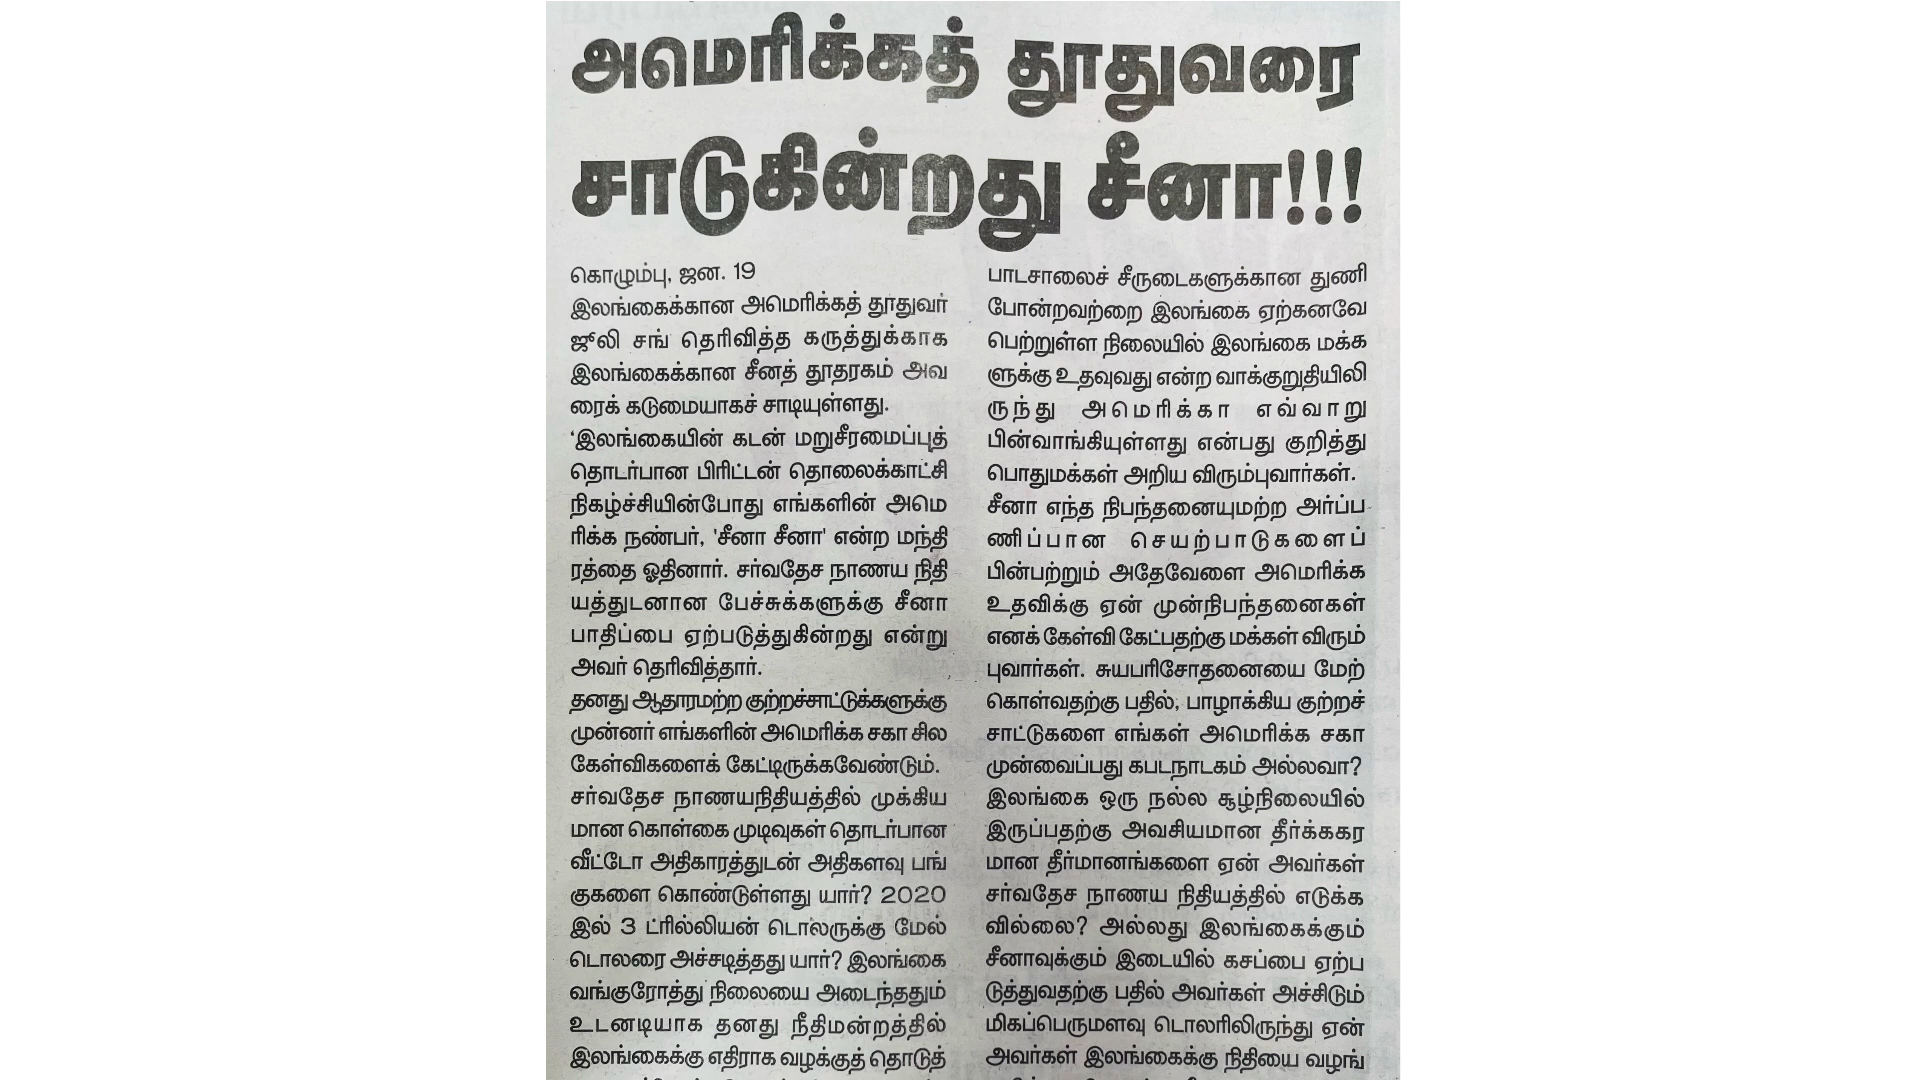 அமெரிக்கத் தூதுவரை
சாடுகின்றது சீனா!!!
கொழும்பு, ஜன. 19
இலங்கைக்கான அமெரிக்கத் தூதுவர்
ஜூலி சங் தெரிவித்த கருத்துக்காக
இலங்கைக்கான சீனத் தூதரகம் அவ
ரைக் கடுமையாகச் சாடியுள்ளது.
‘இலங்கையின் கடன் மறுசீரமைப்புத்
தொடர்பான பிரிட்டன் தொலைக்காட்சி
நிகழ்ச்சியின்போது எங்களின் அமெ
ரிக்க நண்பர், 'சீனா சீனா' என்ற மந்தி
ரத்தை ஓதினார். சர்வதேச நாணய நிதி
யத்துடனான பேச்சுக்களுக்கு சீனா
பாதிப்பை ஏற்படுத்துகின்றது என்று
அவர் தெரிவித்தார்.
தனது ஆதாரமற்ற குற்றச்சாட்டுக்களுக்கு
முன்னர் எங்களின் அமெரிக்க சகா சில
கேள்விகளைக் கேட்டிருக்கவேண்டும்.
சர்வதேச நாணயநிதியத்தில் முக்கிய
மான கொள்கை முடிவுகள் தொடர்பான
வீட்டோ அதிகாரத்துடன் அதிகளவு பங்
குகளை கொண்டுள்ளது யார்? 2020
இல் 3 ட்ரில்லியன் டொலருக்கு மேல்
டொலரை அச்சடித்தது யார்? இலங்கை
வங்குரோத்து நிலையை அடைந்ததும்
உடனடியாக தனது நீதிமன்றத்தில்
இலங்கைக்கு எதிராக வழக்குத் தொடுத்
பாடசாலைச் சீருடைகளுக்கான துணி
போன்றவற்றை இலங்கை ஏற்கனவே
பெற்றுள்ள நிலையில் இலங்கை மக்க
ளுக்கு உதவுவது என்ற வாக்குறுதியிலி
ருந்து அமெரிக்கா எவ்வாறு
பின்வாங்கியுள்ளது என்பது குறித்து
பொதுமக்கள் அறிய விரும்புவார்கள்.
சீனா எந்த நிபந்தனையுமற்ற அர்ப்ப
ணிப்பான செயற்பாடுகளைப்
பின்பற்றும் அதேவேளை அமெரிக்க
உதவிக்கு ஏன் முன்நிபந்தனைகள்
எனக் கேள்வி கேட்பதற்கு மக்கள் விரும்
புவார்கள். சுயபரிசோதனையை மேற்
கொள்வதற்கு பதில், பாழாக்கிய குற்றச்
சாட்டுகளை எங்கள் அமெரிக்க சகா
முன்வைப்பது கபடநாடகம் அல்லவா?
இலங்கை ஒரு நல்ல சூழ்நிலையில்
இருப்பதற்கு அவசியமான தீர்க்ககர
மான தீர்மானங்களை ஏன் அவர்கள்
சர்வதேச நாணய நிதியத்தில் எடுக்க
வில்லை? அல்லது இலங்கைக்கும்
சீனாவுக்கும் இடையில் கசப்பை ஏற்ப
டுத்துவதற்கு பதில் அவர்கள் அச்சிடும்
மிகப்பெருமளவு டொலரிலிருந்து ஏன்
அவர்கள் இலங்கைக்கு நிதியை வழங்